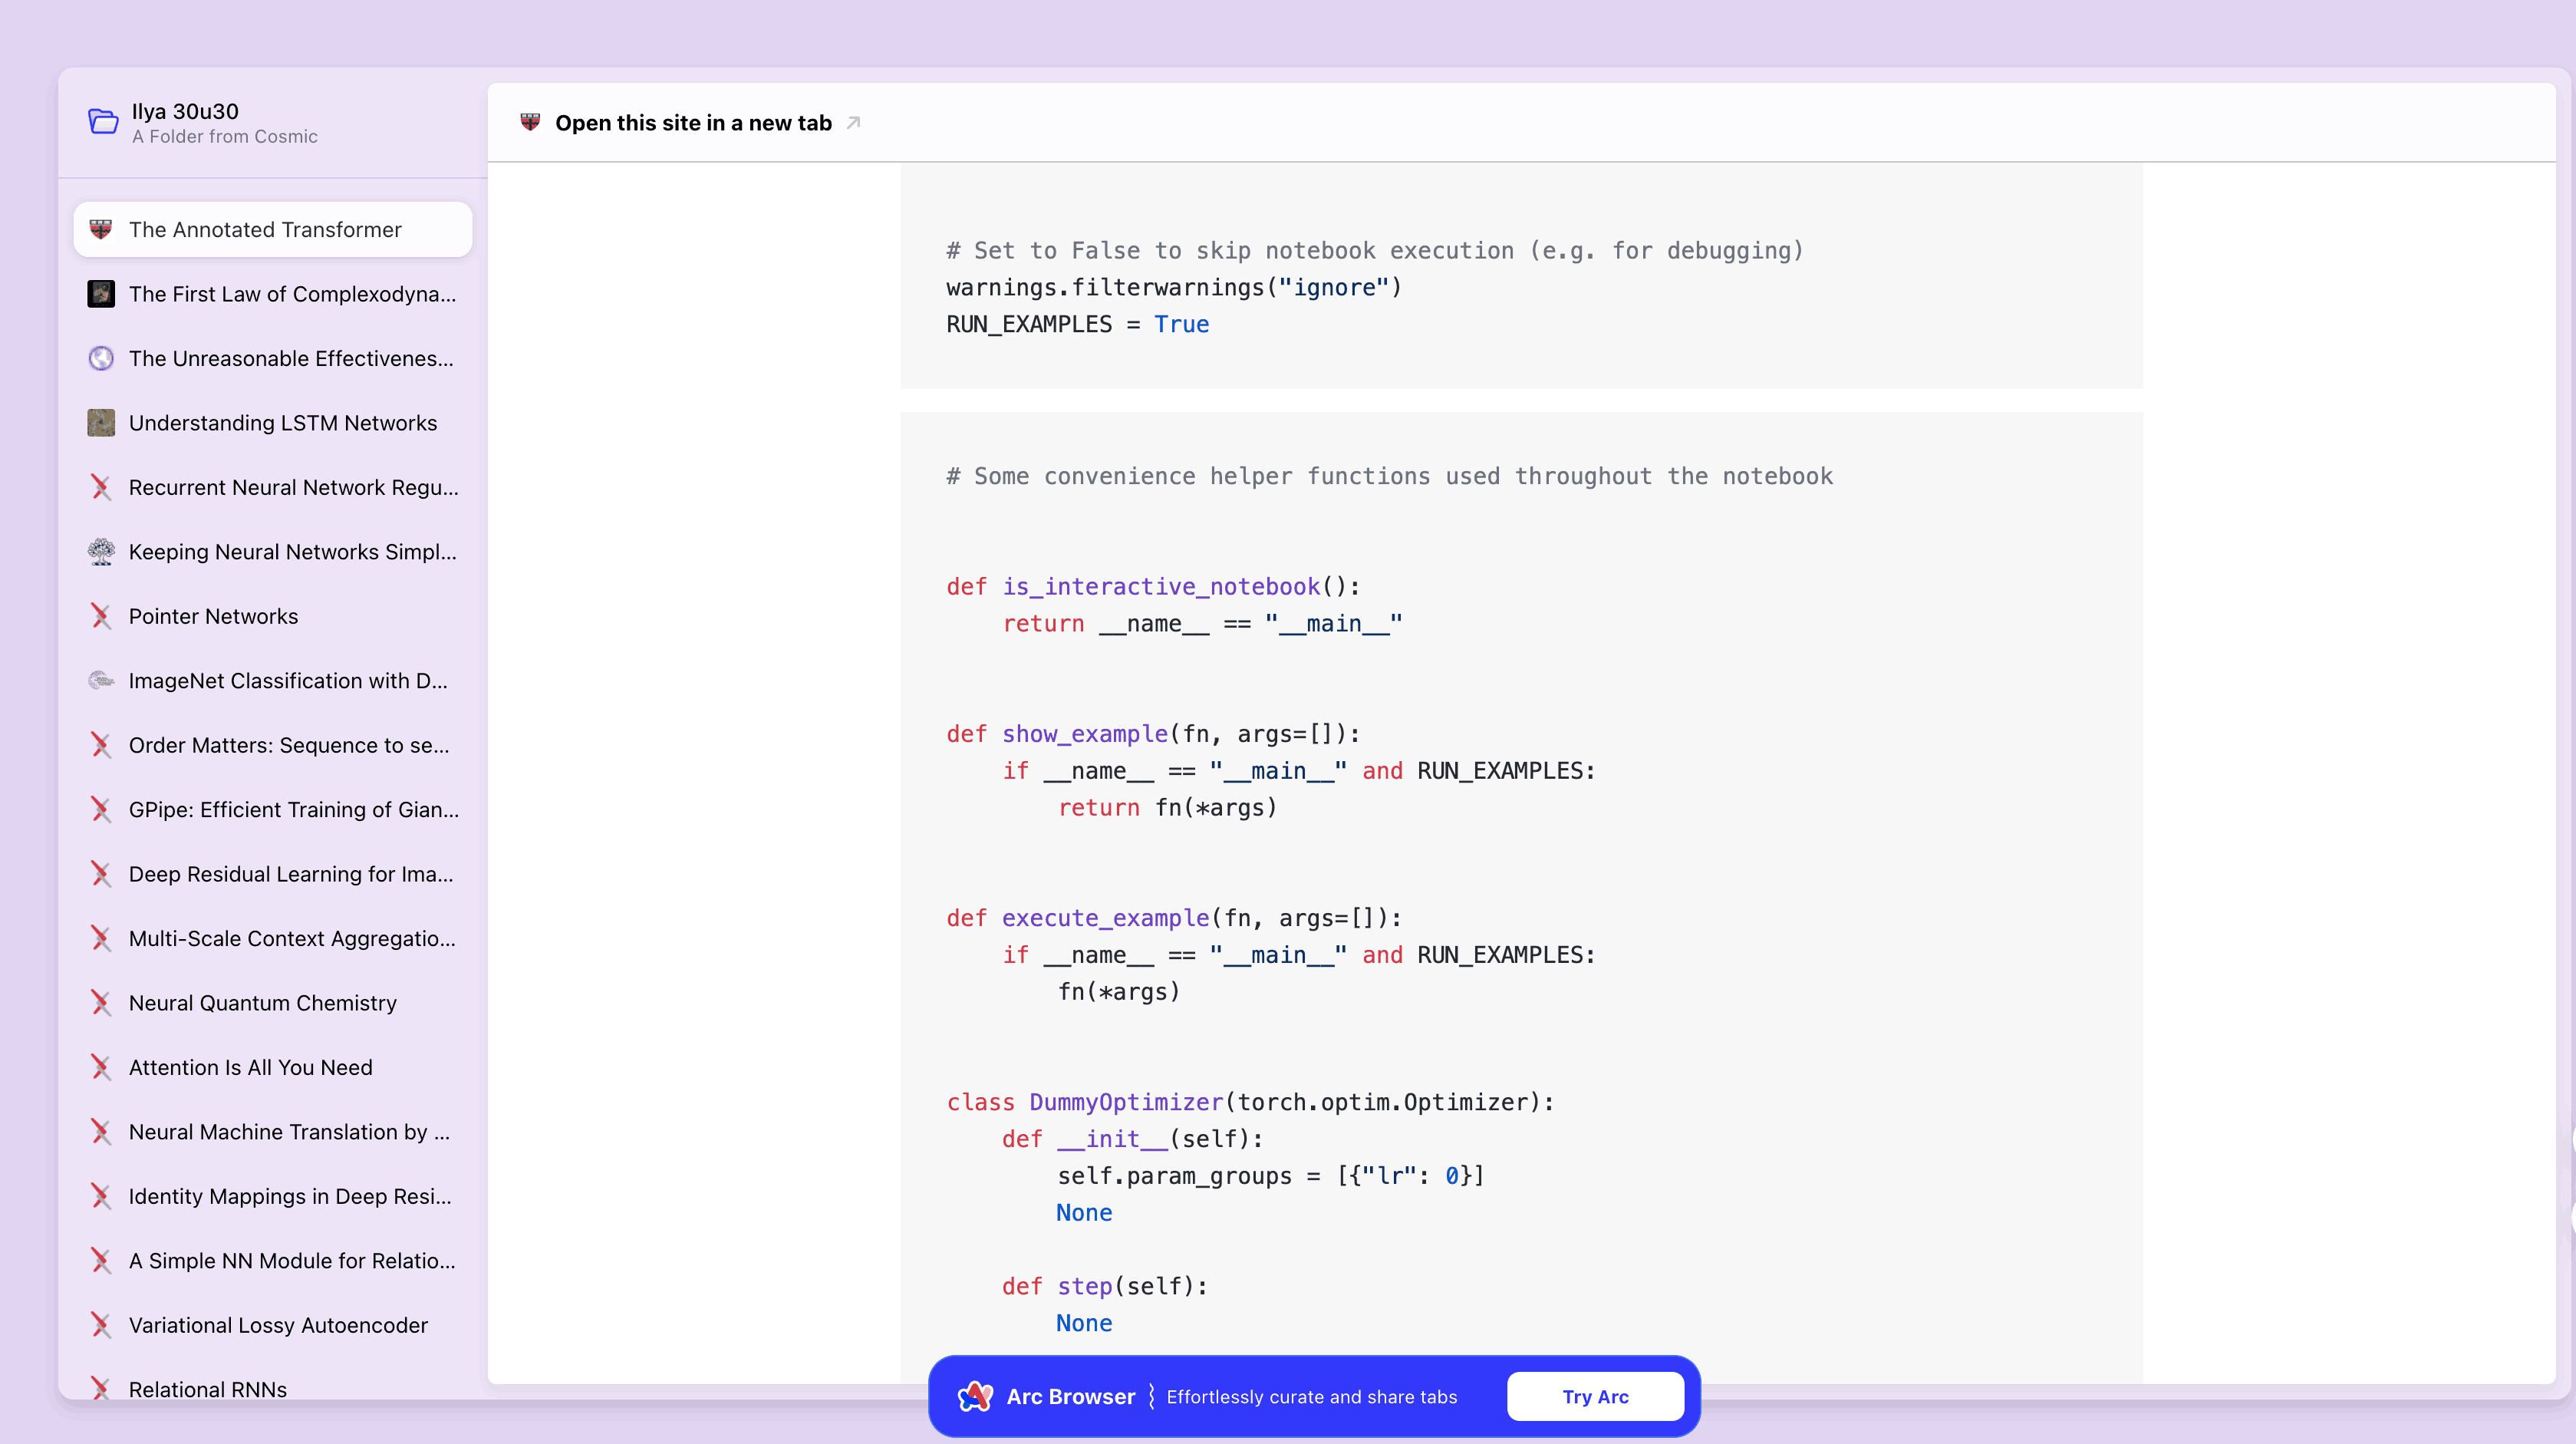 Ilya 30u30
A Folder from Cosmic
The Annotated Transformer
The First Law of Complexodyna...
The Unreasonable Effectivenes...
Understanding LSTM Networks
Recurrent Neural Network Regu...
Keeping Neural Networks Simpl...
Pointer Networks
ImageNet Classification with D...
Order Matters: Sequence to se...
GPipe: Efficient Training of Gian...
Deep Residual Learning for Ima...
Multi-Scale Context Aggregatio...
Neural Quantum Chemistry
Attention Is All You Need
Neural Machine Translation by ...
Identity Mappings in Deep Resi...
A Simple NN Module for Relatio...
Variational Lossy Autoencoder
Relational RNNs
Open this site in a new tab
# Set to False to skip notebook execution (e.g. for debugging)
warnings.filterwarnings("ignore")
RUN_EXAMPLES = True
# Some convenience helper functions used throughout the notebook
def is_interactive_notebook():
    return __name__ == "__main__"
def show_example(fn, args=[]):
    if __name__ == "__main__" and RUN_EXAMPLES:
        return fn(*args)
def execute_example(fn, args=[]):
    if __name__ == "__main__" and RUN_EXAMPLES:
        fn(*args)
class DummyOptimizer(torch.optim.Optimizer):
    def __init__(self):
        self.param_groups = [{"lr": 0}]
        None
    def step(self):
        None
Arc Browser
Effortlessly curate and share tabs
Try Arc